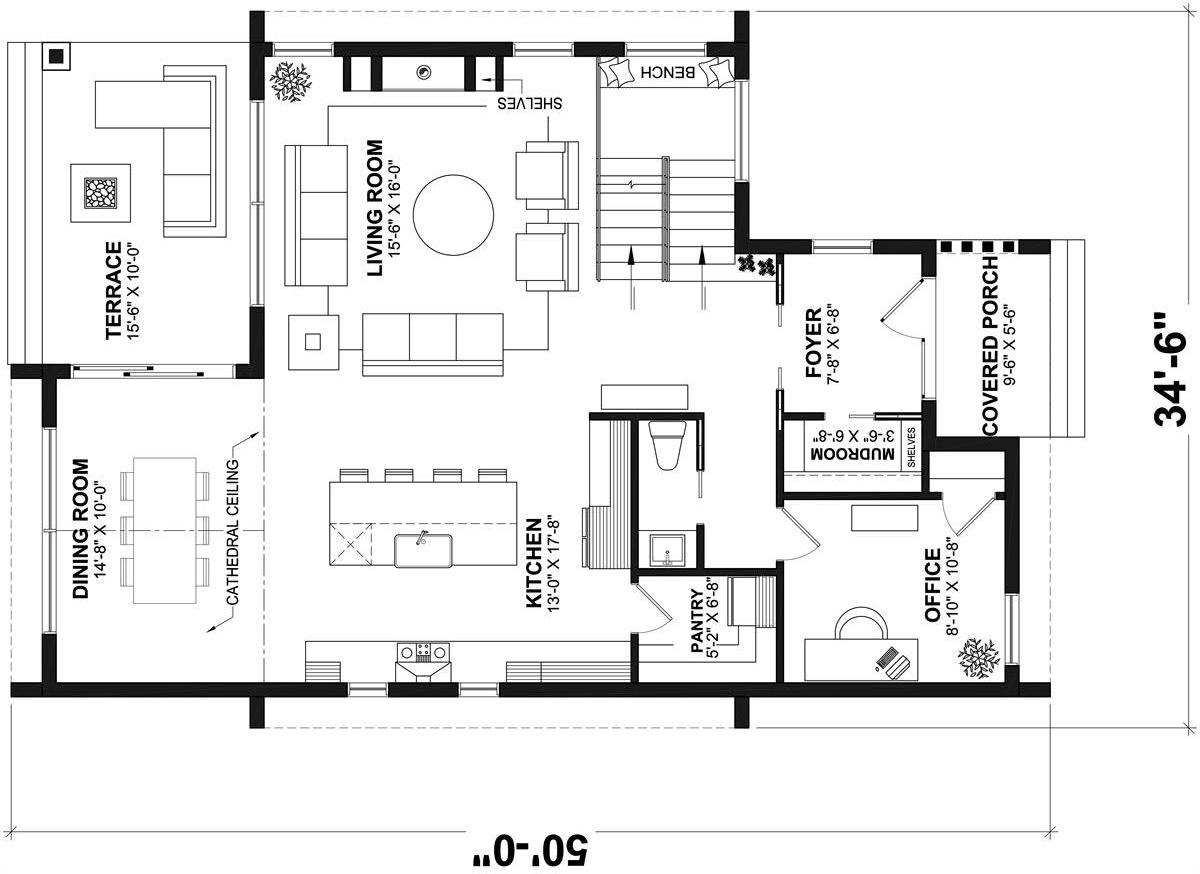 BENCH
SHELVES
LIVING ROOM
15'-6" X 16'-0"
TERRACE
15'-6" X 10'-0"
FOYER
7'-8" X 6'-8"
COVERED PORCH
9'-6" X 5'-6"
34'-6"
MUDROOM
3'-6" X 6'-8"
SHELVES
DINING ROOM
14'-8" X 10'-0"
CATHEDRAL CEILING
KITCHEN
13'-0" X 17'-8"
PANTRY
5'-2" X 6'-8"
OFFICE
8'-10" X 10'-8"
50'-0"